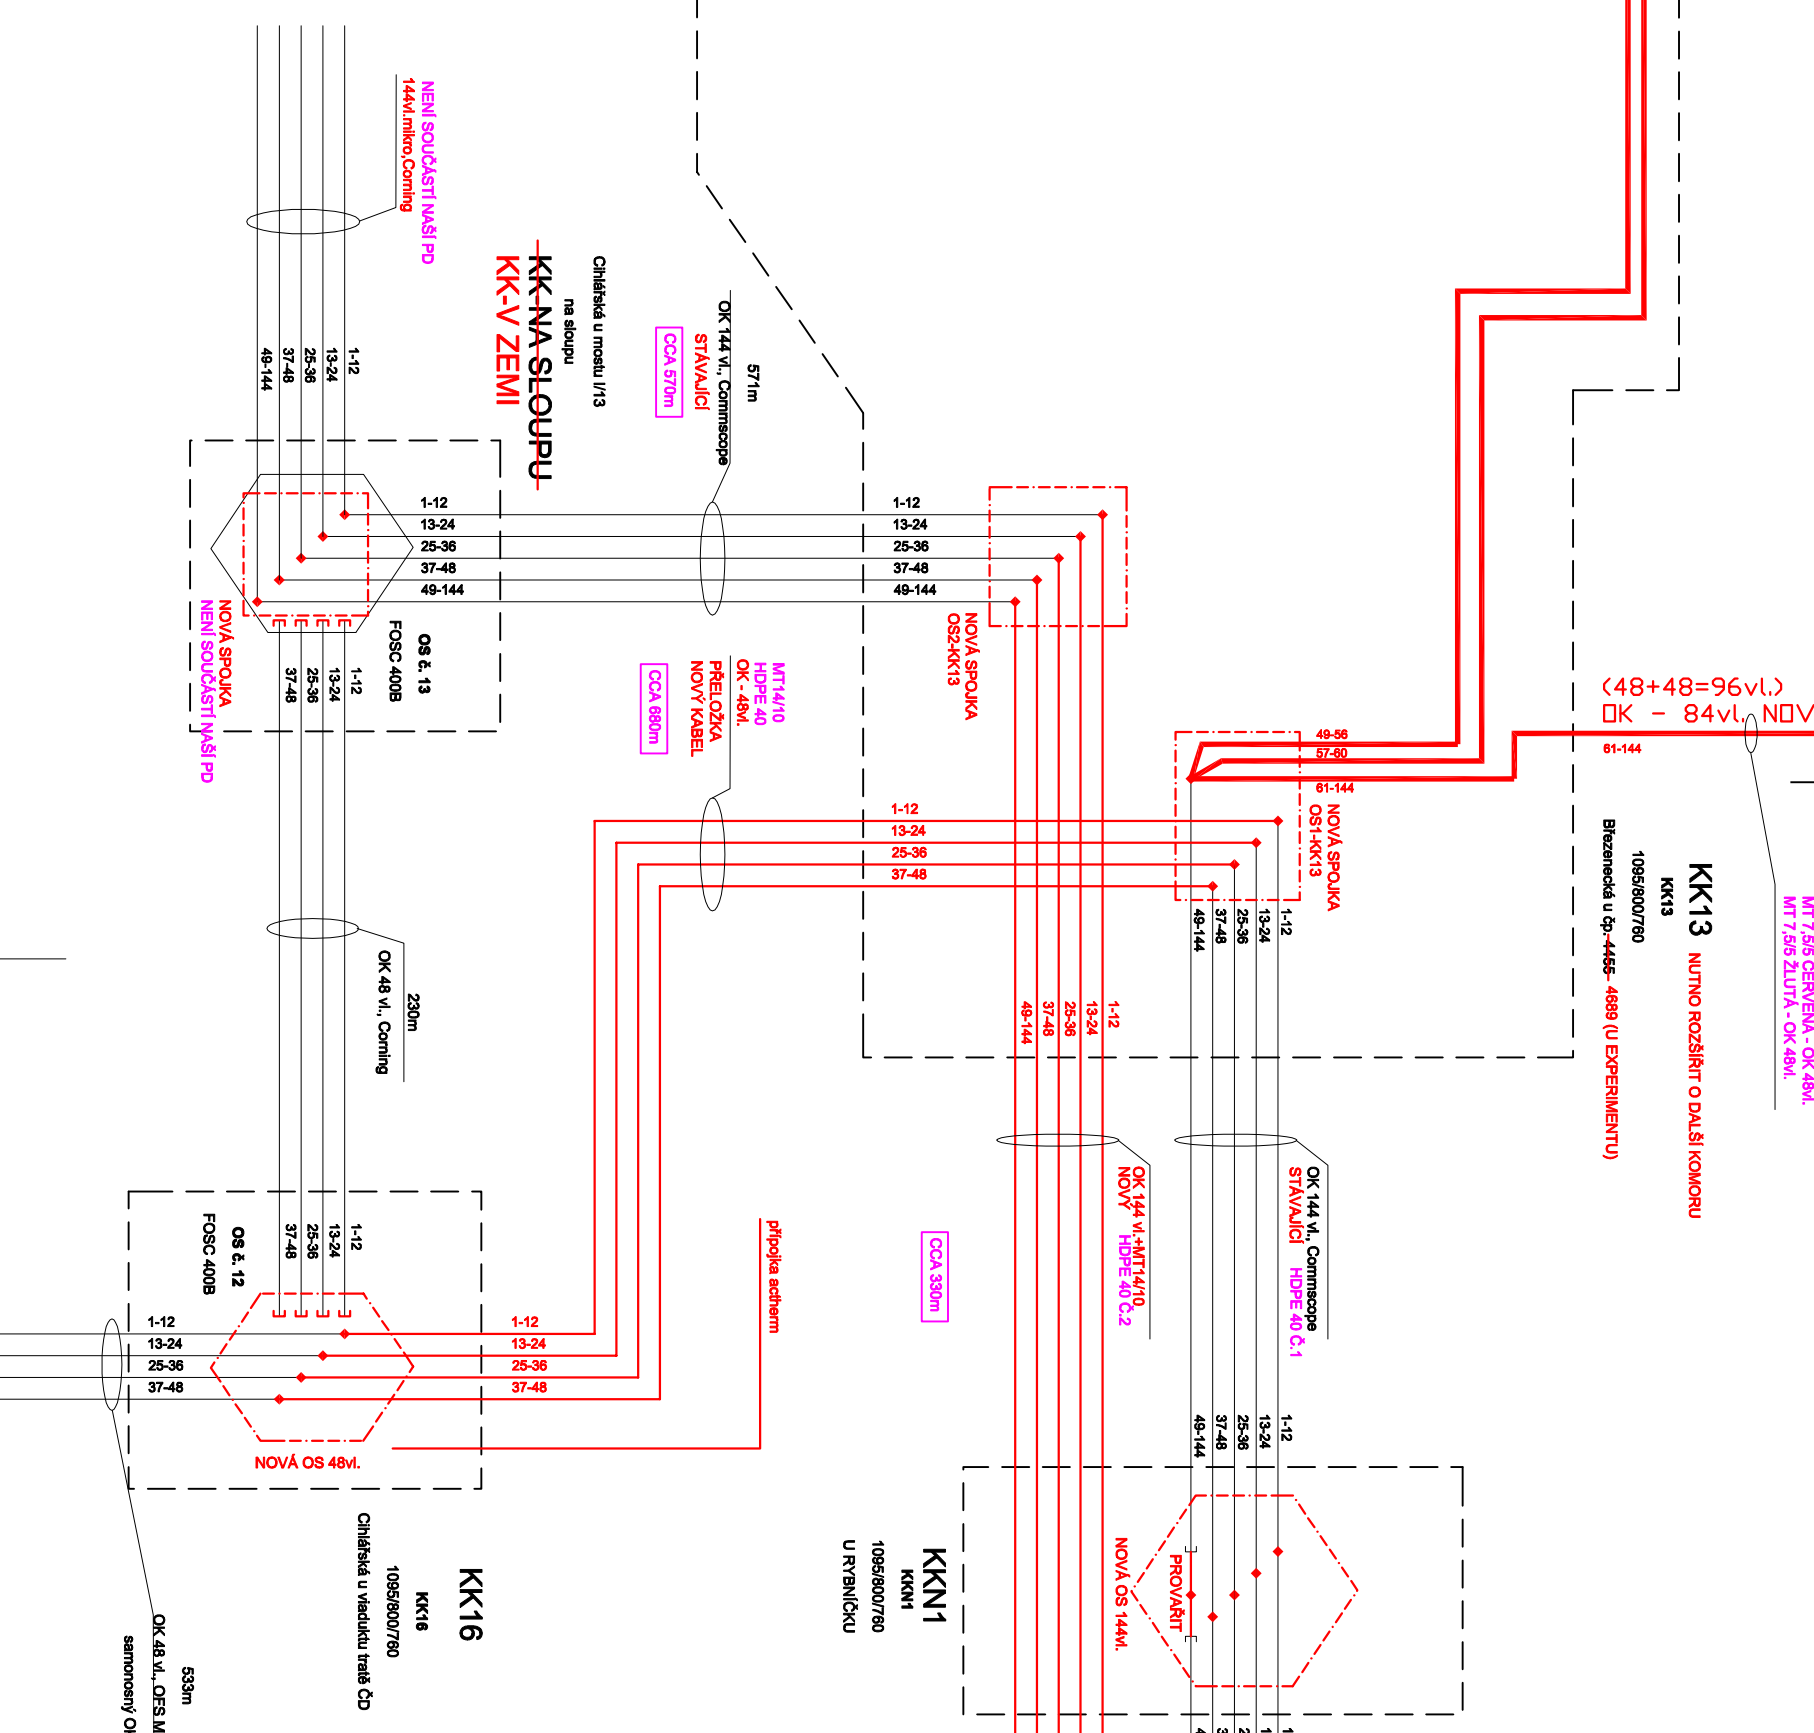 NENÍ SOUČÁSTÍ NAŠÍ PD
144vl.mikro,Corning
1-12
13-24
25-36
37-48
49-144
Cihlářská u mostu I/13
na sloupu
KK-NA SLOUPU
KK-V ZEMI
571m
OK 144 vl., Commscope
STÁVAJÍCÍ
CCA 570m
1-12
13-24
25-36
37-48
49-144
1-12
13-24
25-36
37-48
49-144
NOVÁ SPOJKA
OS2-KK13
OS č. 13
FOSC 400B
NOVÁ SPOJKA
NENÍ SOUČÁSTÍ NAŠÍ PD
1-12
13-24
25-36
37-48
MT14/10
HDPE 40
OK - 48vl.
PŘELOŽKA
NOVÝ KABEL
CCA 680m
(48+48=96vl.)
OK - 84vl. NOV
61-144
49-56
57-60
61-144
NOVÁ SPOJKA
OS1-KK13
1-12
13-24
25-36
37-48
MT 7,5/5 ČERVENÁ - OK 48vl.
MT 7,5/5 ŽLUTÁ - OK 48vl.
KK13 NUTNO ROZŠÍŘIT O DALŠÍ KOMORU
KK13
1095/800/760
Březenecká u čp. 4455 4689 (U EXPERIMENTU)
1-12
13-24
25-36
37-48
49-144
1-12
13-24
25-36
37-48
49-144
230m
OK 48 vl., Corning
OK 144 vl., Commscope
STÁVAJÍCÍ HDPE 40 Č.1
OK 144 vl.+MT14/10
NOVÝ HDPE 40 Č.2
CCA 330m
přípojka actherm
1-12
13-24
25-36
37-48
OS č. 12
FOSC 400B
1-12
13-24
25-36
37-48
1-12
13-24
25-36
37-48
NOVÁ OS 48vl.
1-12
13-24
25-36
37-48
49-144
KK16
KK16
1095/800/760
Cihlářská u viaduktu tratě ČD
KKN1
KKN1
1095/800/760
U RYBNÍČKU
PROVAŘIT
NOVÁ OS 144vl.
533m
OK 48 vl., OFS M
samonosný O